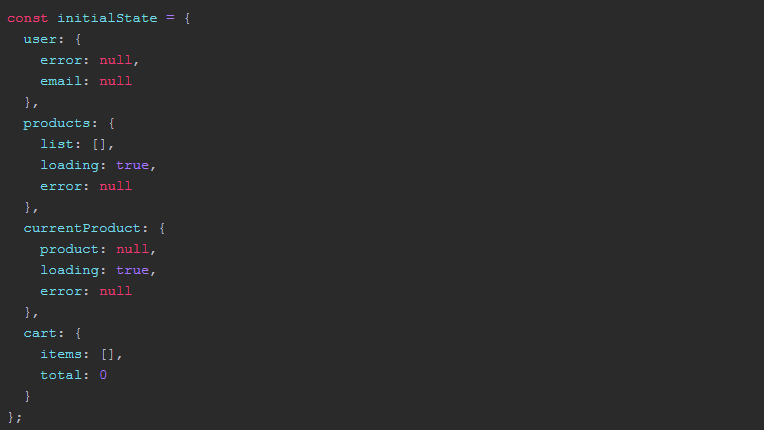 const initialState = {
  user: {
    error: null,
    email: null
  },
  products: {
    list: [],
    loading: true,
    error: null
  },
  currentProduct: {
    product: null,
    loading: true,
    error: null
  },
  cart: {
    items: [],
    total: 0
  }
};